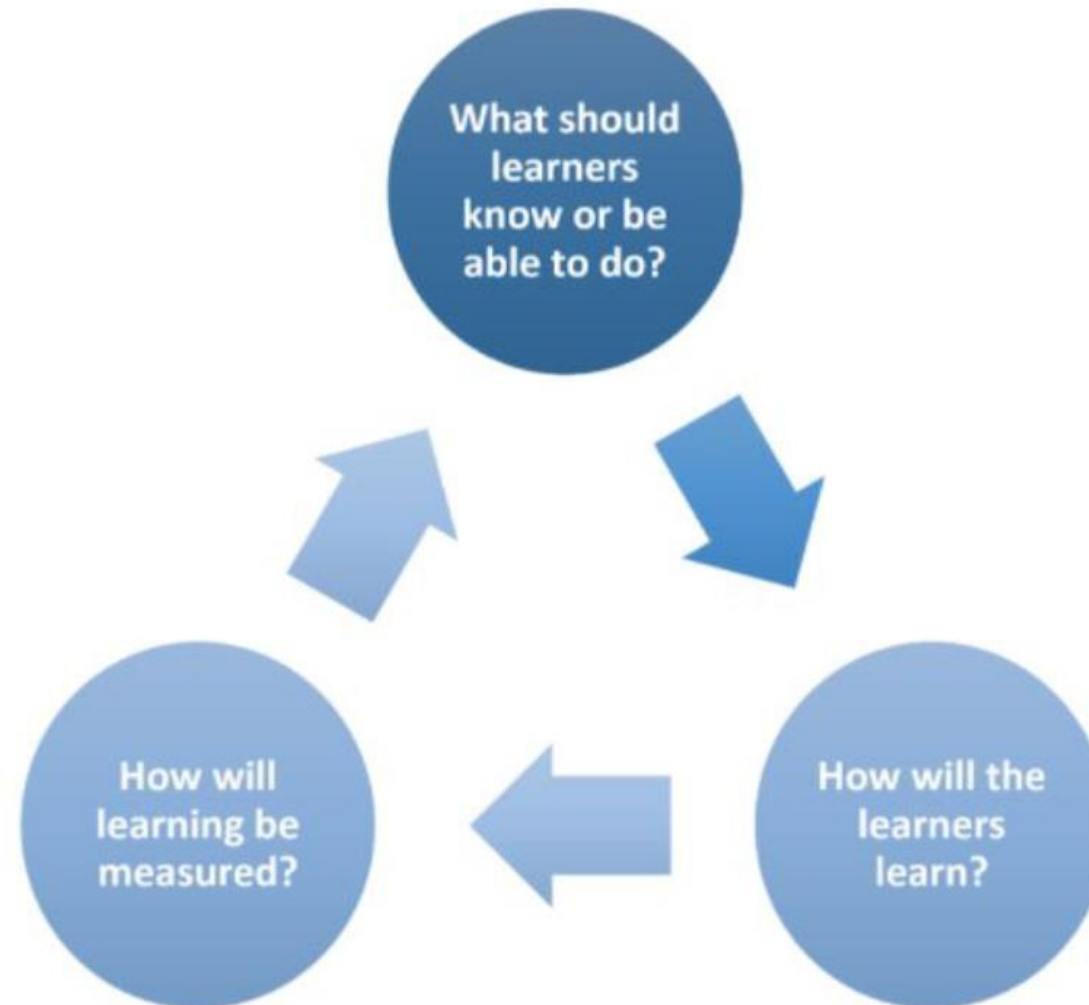 What should
learners
know or be
able to do?
How will the
learners
learn?
How will
learning be
measured?